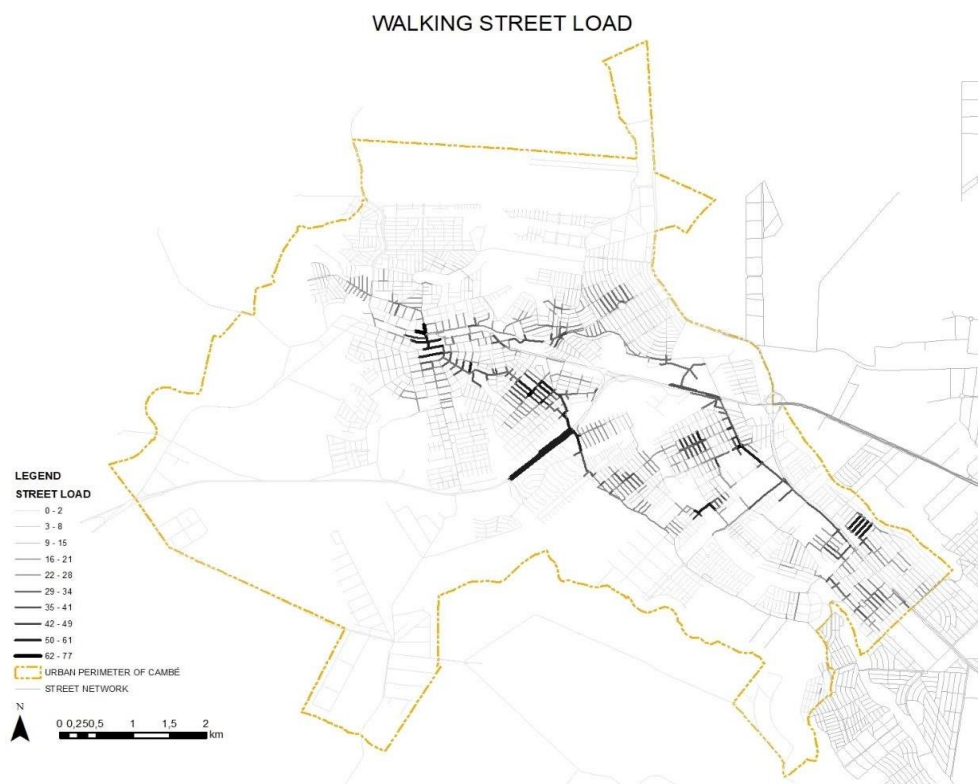 WALKING STREET LOAD
LEGEND
STREET LOAD
0 - 2
3 - 8
9 - 15
16 - 21
22 - 28
29 - 34
35 - 41
42 - 49
50 - 61
62 - 77
URBAN PERIMETER OF CAMBÉ
STREET NETWORK
N
0 0,250,5 1 1,5 2
km